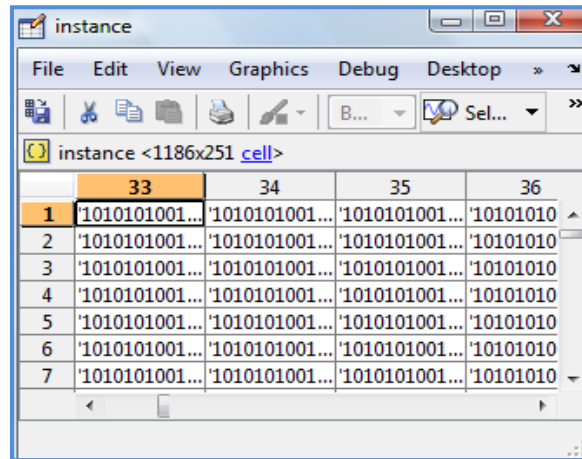 instance
File Edit View Graphics Debug Desktop »
B... Sel... »
instance <1186x251 cell>
33 34 35 36
1 '1010101001... '1010101001... '1010101001... '10101010
2 '1010101001... '1010101001... '1010101001... '10101010
3 '1010101001... '1010101001... '1010101001... '10101010
4 '1010101001... '1010101001... '1010101001... '10101010
5 '1010101001... '1010101001... '1010101001... '10101010
6 '1010101001... '1010101001... '1010101001... '10101010
7 '1010101001... '1010101001... '1010101001... '10101010